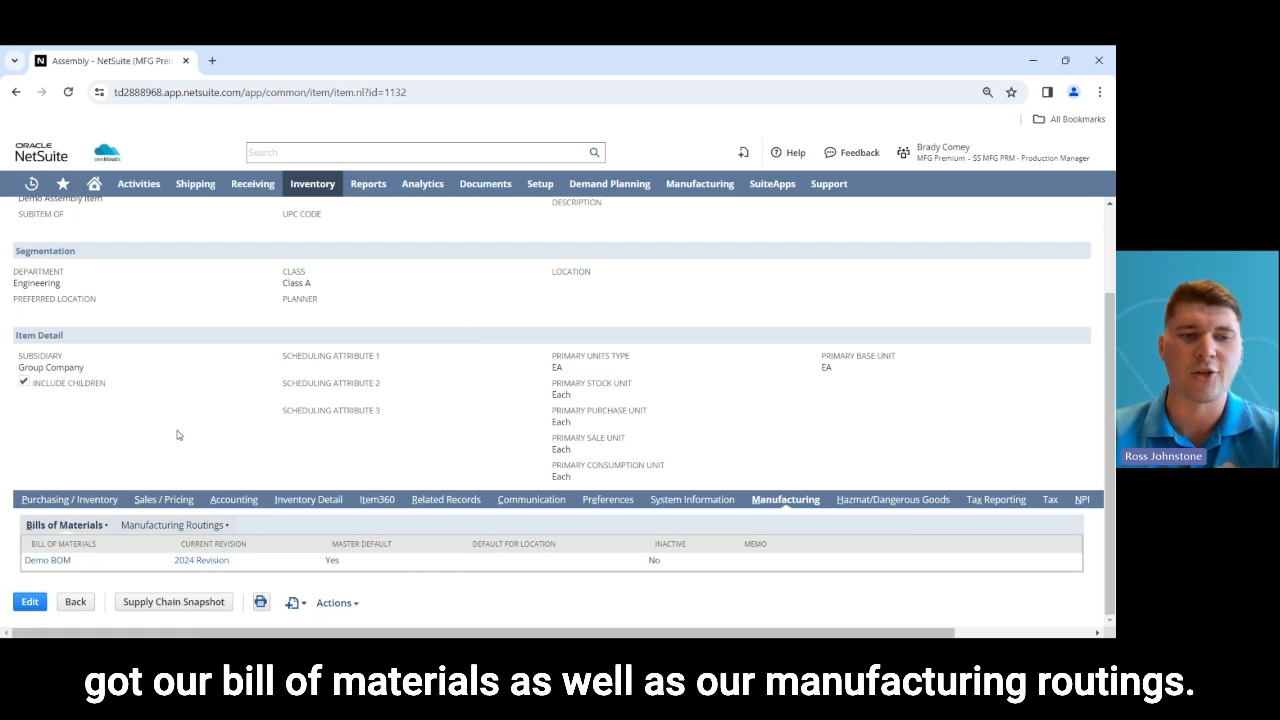 Assembly - NetSuite (MFG Prem
td2888968.app.netsuite.com/app/common/item/item.nl?id=1132
All Bookmarks
ORACLE
NETSUITE
Search
Help
Feedback
Brady Comey
MFG Premium - SS MFG PRM - Production Manager
Activities Shipping Receiving Inventory Reports Analytics Documents Setup Demand Planning Manufacturing SuiteApps Support
Demo Assembly Item
DESCRIPTION
SUBITEM OF UPC CODE
Segmentation
DEPARTMENT CLASS LOCATION
Engineering Class A
PREFERRED LOCATION PLANNER
Item Detail
SUBSIDIARY SCHEDULING ATTRIBUTE 1 PRIMARY UNITS TYPE PRIMARY BASE UNIT
Group Company EA EA
INCLUDE CHILDREN SCHEDULING ATTRIBUTE 2 PRIMARY STOCK UNIT
Each
SCHEDULING ATTRIBUTE 3 PRIMARY PURCHASE UNIT
Each
PRIMARY SALE UNIT
Each
PRIMARY CONSUMPTION UNIT
Each
Ross Johnstone
Purchasing / Inventory Sales / Pricing Accounting Inventory Detail Item360 Related Records Communication Preferences System Information Manufacturing Hazmat/Dangerous Goods Tax Reporting Tax NPI
Bills of Materials • Manufacturing Routings •
BILL OF MATERIALS CURRENT REVISION MASTER DEFAULT DEFAULT FOR LOCATION INACTIVE MEMO
Demo BOM 2024 Revision Yes No
Edit Back Supply Chain Snapshot Actions
got our bill of materials as well as our manufacturing routings.